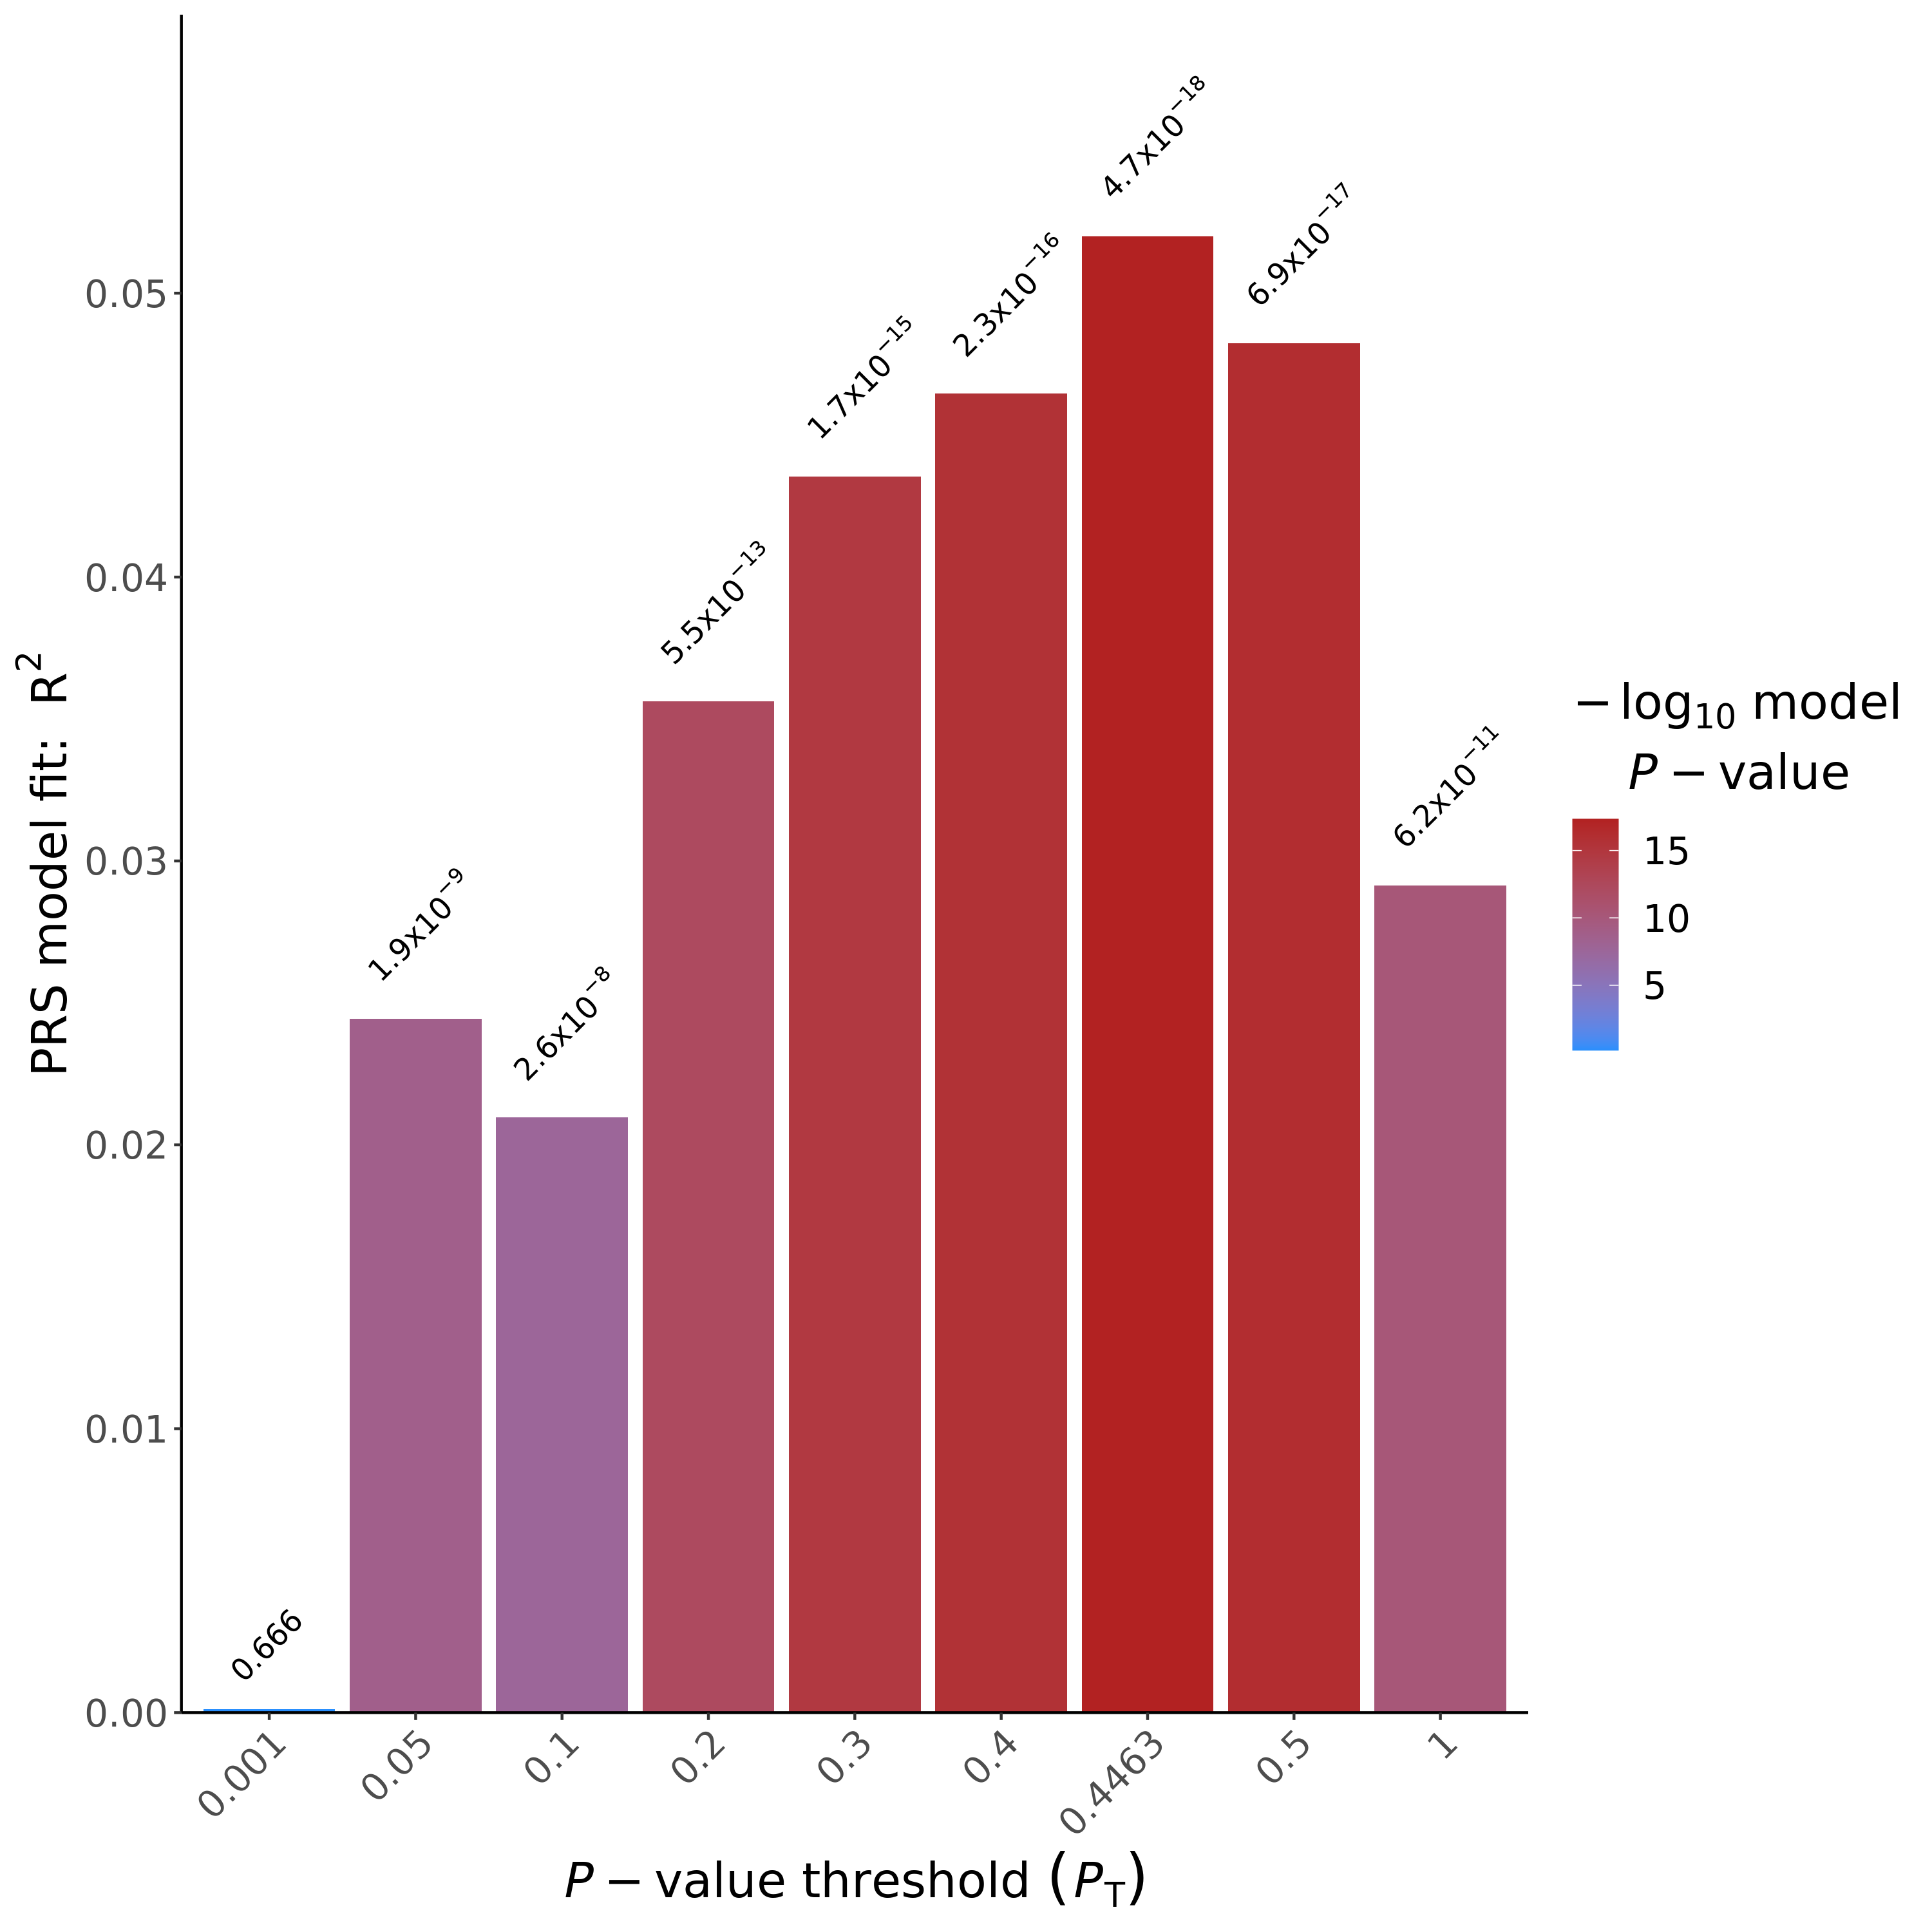 PRS model fit: R²
0.05
0.04
0.03
0.02
0.01
0.00
0.666
1.9x10⁻⁹
2.6x10⁻⁸
5.5x10⁻¹³
1.7x10⁻¹⁵
2.3x10⁻¹⁶
4.7x10⁻¹⁸
6.9x10⁻¹⁷
6.2x10⁻¹¹
0.001
0.05
0.1
0.2
0.3
0.4
0.4463
0.5
1
P − value threshold (P_T)
− log₁₀ model
P − value
15
10
5